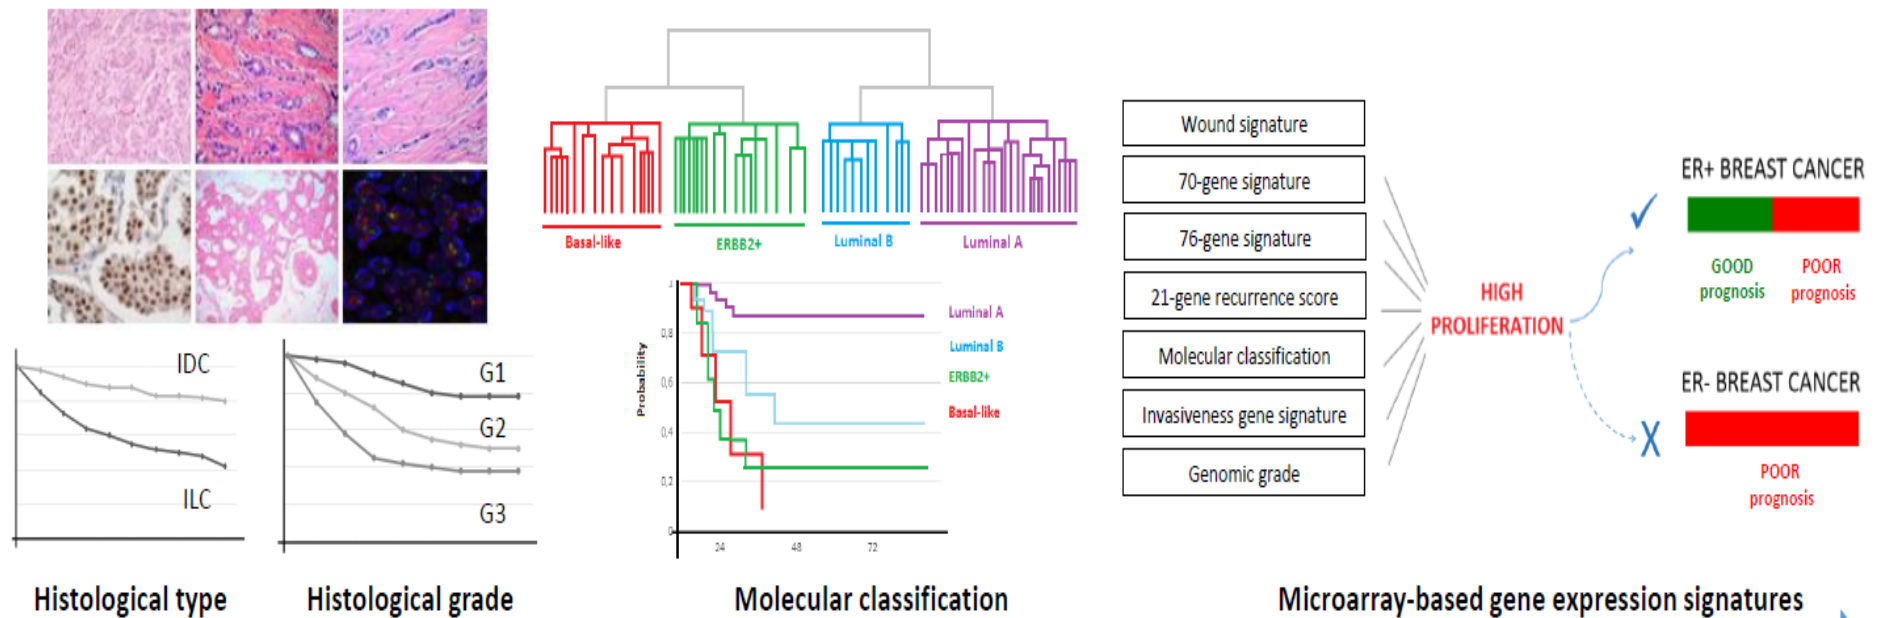 IDC
ILC
Histological type
G1
G2
G3
Histological grade
Basal-like
ERBB2+
Luminal B
Luminal A
Probability
1
0,8
0,6
0,4
0,2
0
24
48
72
Luminal A
Luminal B
ERBB2+
Basal-like
Molecular classification
Wound signature
70-gene signature
76-gene signature
21-gene recurrence score
Molecular classification
Invasiveness gene signature
Genomic grade
HIGH
PROLIFERATION
ER+ BREAST CANCER
GOOD
prognosis
POOR
prognosis
ER- BREAST CANCER
X
POOR
prognosis
Microarray-based gene expression signatures